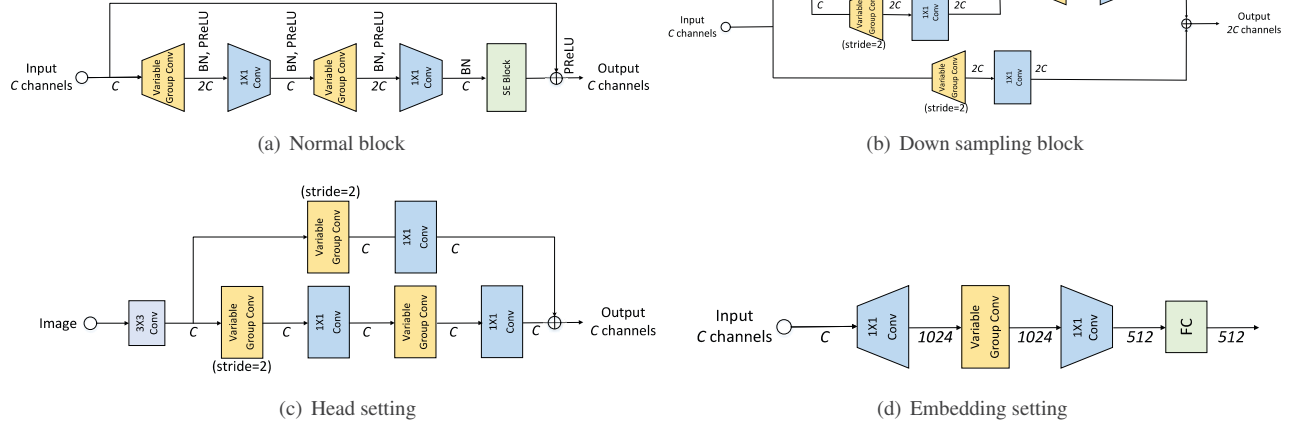 Input
C channels
C
Variable
Group Conv
2C
BN, PReLU
1X1
Conv
C
BN, PReLU
Variable
Group Conv
2C
BN, PReLU
1X1
Conv
C
BN
SE Block
PReLU
Output
C channels
(a) Normal block
Input
C channels
C
Variable
Group Conv
(stride=2)
2C
1X1
Conv
2C
Variable
Group Conv
(stride=2)
2C
1X1
Conv
2C
Output
2C channels
(b) Down sampling block
(stride=2)
Variable
Group Conv
C
1X1
Conv
C
Image
3X3
Conv
C
Variable
Group Conv
(stride=2)
C
1X1
Conv
C
Variable
Group Conv
C
1X1
Conv
C
Output
C channels
(c) Head setting
Input
C channels
C
1X1
Conv
1024
Variable
Group Conv
1024
1X1
Conv
512
FC
512
(d) Embedding setting